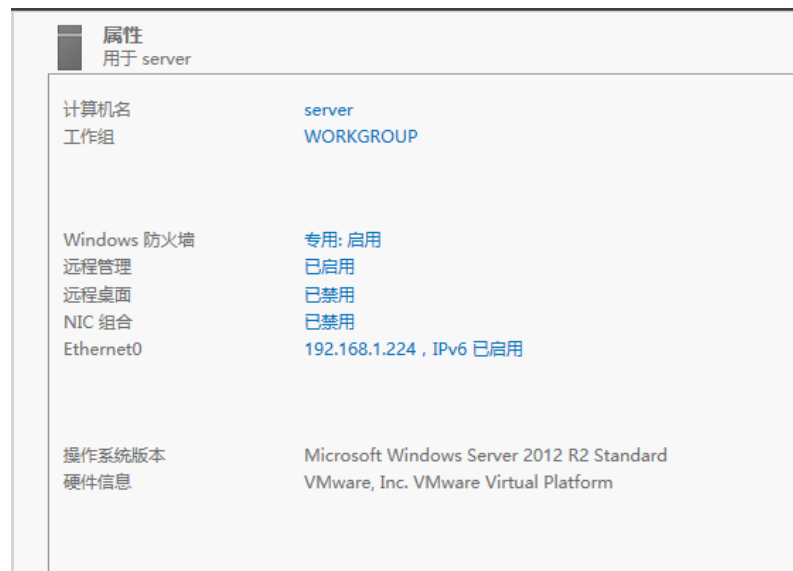 属性
用于 server
计算机名 server
工作组 WORKGROUP
Windows 防火墙 专用: 启用
远程管理 已启用
远程桌面 已禁用
NIC 组合 已禁用
Ethernet0 192.168.1.224，IPv6 已启用
操作系统版本 Microsoft Windows Server 2012 R2 Standard
硬件信息 VMware, Inc. VMware Virtual Platform